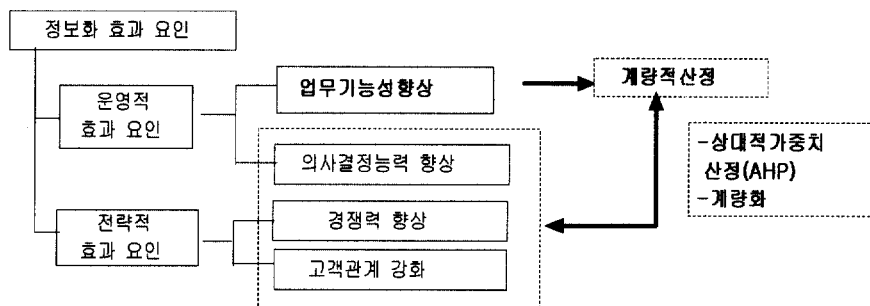 정보화 효과 요인
운영적
효과 요인
업무기능성향상
계량적산정
의사결정능력 향상
-상대적가중치
산정(AHP)
-계량화
전략적
효과 요인
경쟁력 향상
고객관계 강화